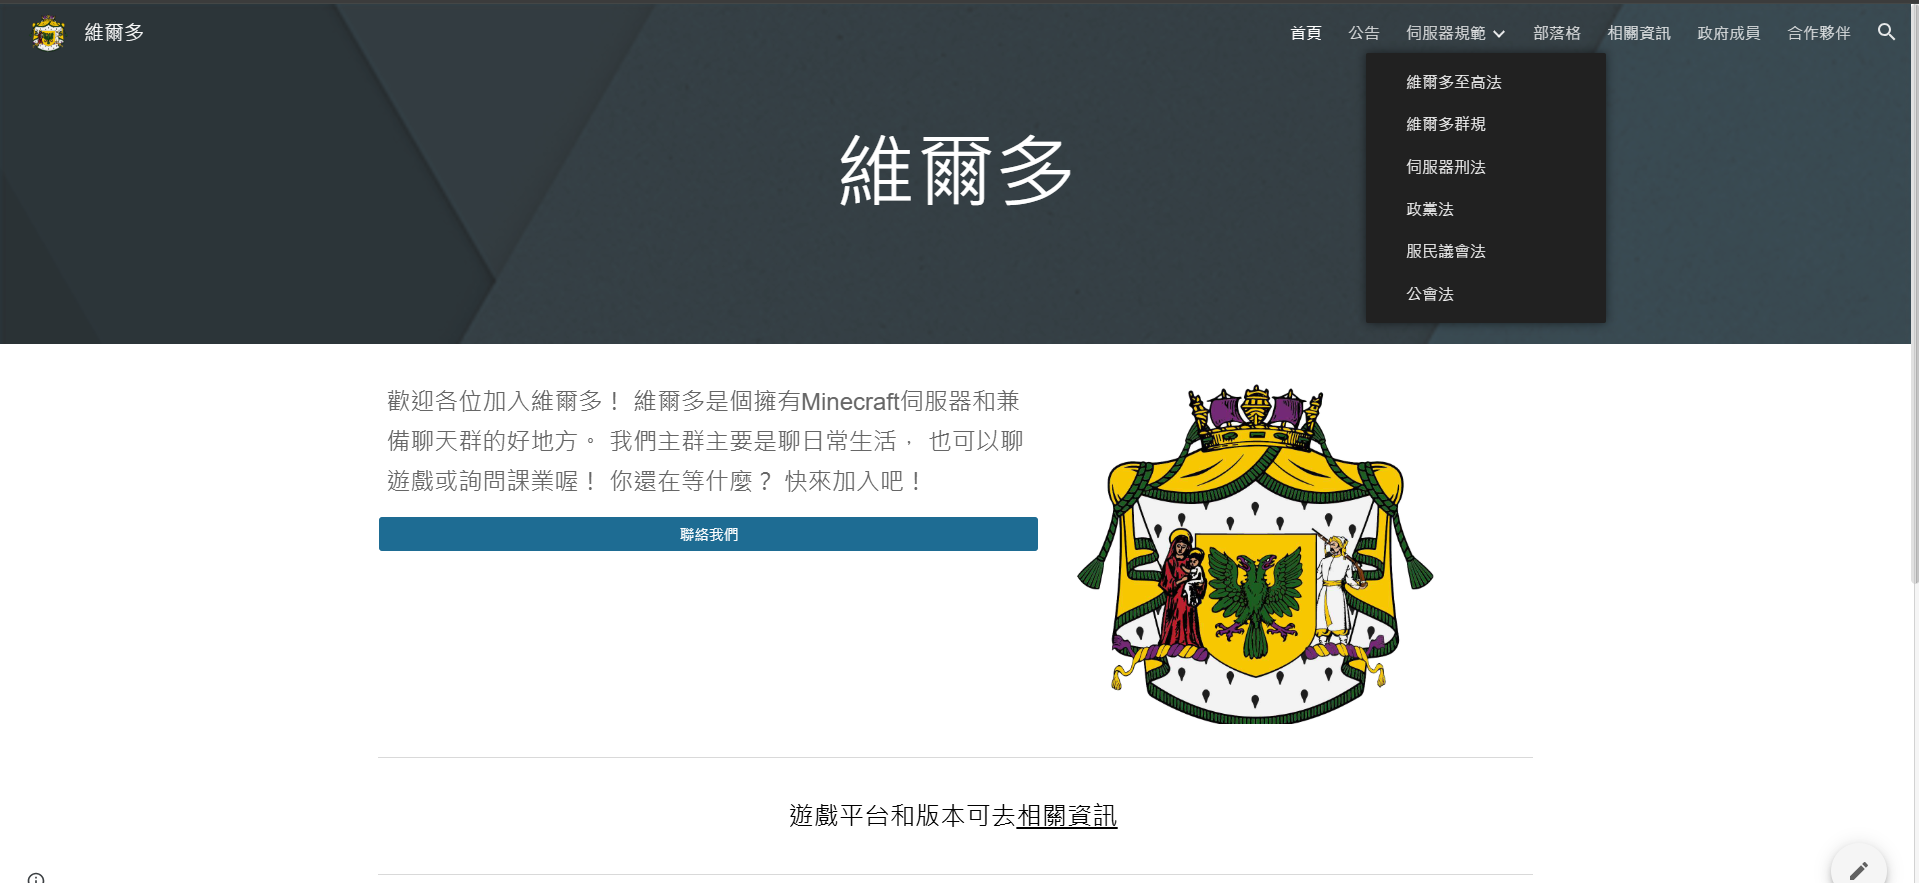 維爾多
首頁 公告 伺服器規範 部落格 相關資訊 政府成員 合作夥伴
維爾多至高法
維爾多群規
伺服器刑法
政黨法
服民議會法
公會法
維爾多
歡迎各位加入維爾多！ 維爾多是個擁有Minecraft伺服器和兼
備聊天群的好地方。 我們主群主要是聊日常生活， 也可以聊
遊戲或詢問課業喔！ 你還在等什麼？ 快來加入吧！
聯絡我們
遊戲平台和版本可去相關資訊